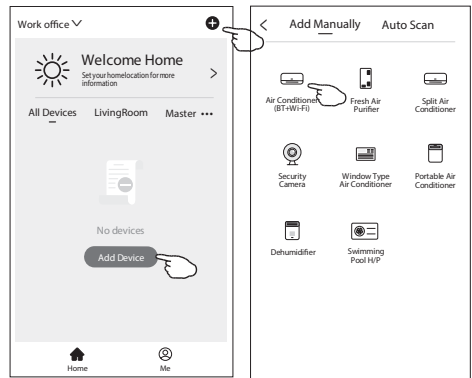 Work office
Welcome Home
Set your homelocation for more
information
All Devices LivingRoom Master •••
No devices
Add Device
Home Me
Add Manually Auto Scan
Air Conditioner
(BT+Wi-Fi)
Fresh Air
Purifier
Split Air
Conditioner
Security
Camera
Window Type
Air Conditioner
Portable Air
Conditioner
Dehumidifier
Swimming
Pool H/P